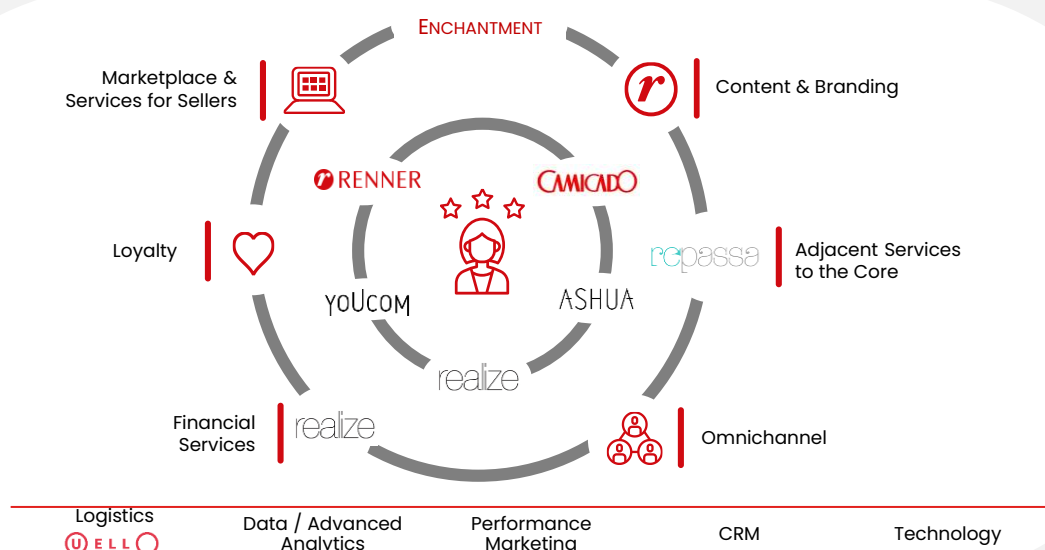 ENCHANTMENT
Marketplace &
Services for Sellers
r
Content & Branding
r RENNER
CAMICADO
Loyalty
repassa
Adjacent Services
to the Core
YOUCOM
ASHUA
realize
Financial
Services
realize
Omnichannel
Logistics
UELLO
Data / Advanced
Analytics
Performance
Marketing
CRM
Technology